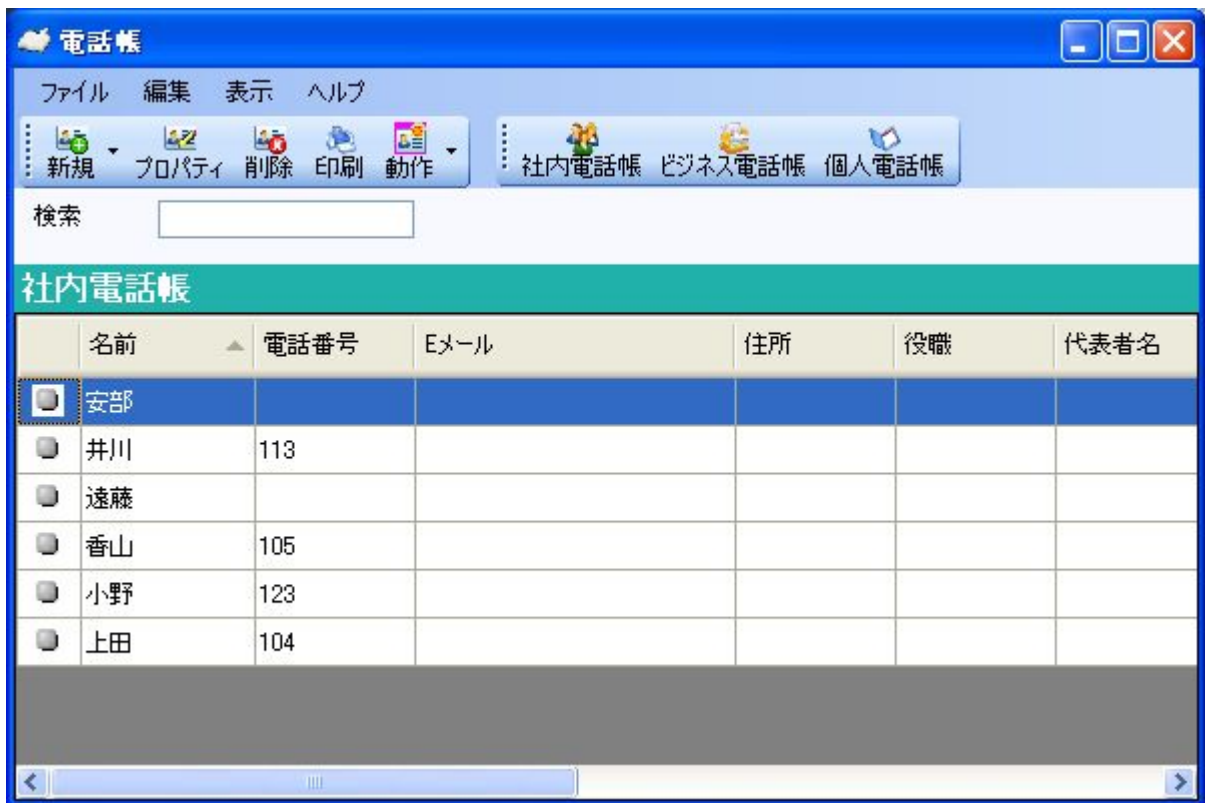 電話帳
ファイル 編集 表示 ヘルプ
新規 プロパティ 削除 印刷 動作 社内電話帳 ビジネス電話帳 個人電話帳
検索
社内電話帳
名前 電話番号 Eメール 住所 役職 代表者名
安部
井川 113
遠藤
香山 105
小野 123
上田 104